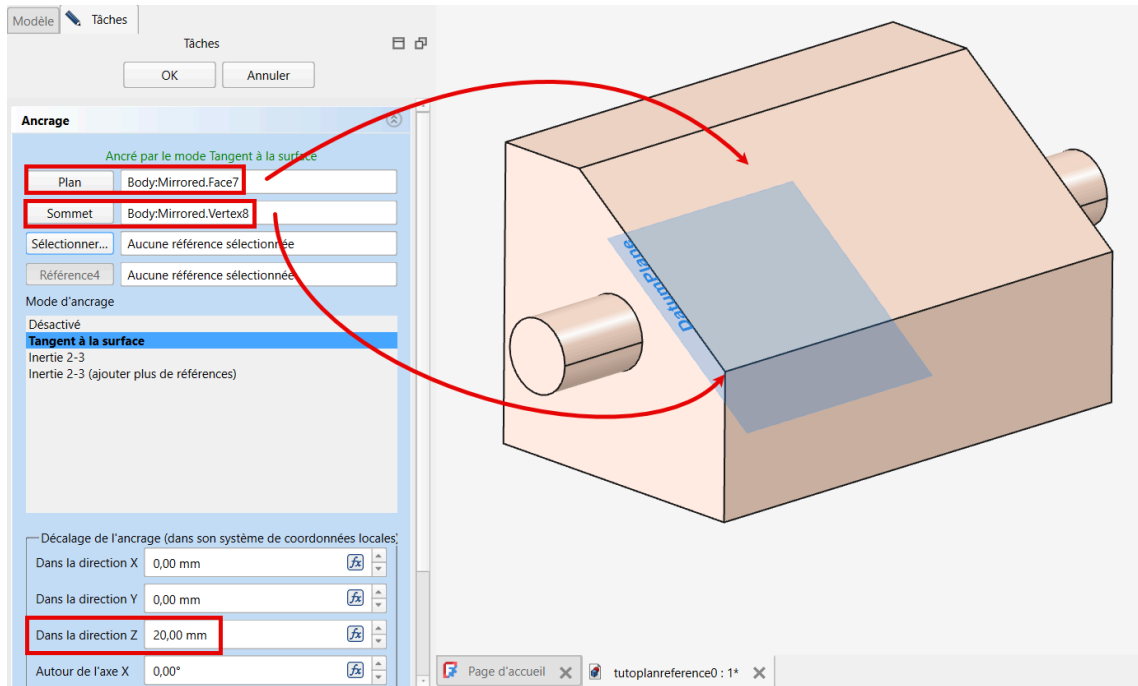 Modèle
Tâches
Tâches
OK
Annuler
Ancrage
Ancré par le mode Tangent à la surface
Plan
Body:Mirrored.Face7
Sommet
Body:Mirrored.Vertex8
Sélectionner...
Aucune référence sélectionnée
Référence4
Aucune référence sélectionnée
Mode d'ancrage
Désactivé
Tangent à la surface
Inertie 2-3
Inertie 2-3 (ajouter plus de références)
Décalage de l'ancrage (dans son système de coordonnées locales)
Dans la direction X
0,00 mm
fx
Dans la direction Y
0,00 mm
fx
Dans la direction Z
20,00 mm
fx
Autour de l'axe X
0,00°
fx
DatumPlane
Page d'accueil
tutoplanreference0 : 1*